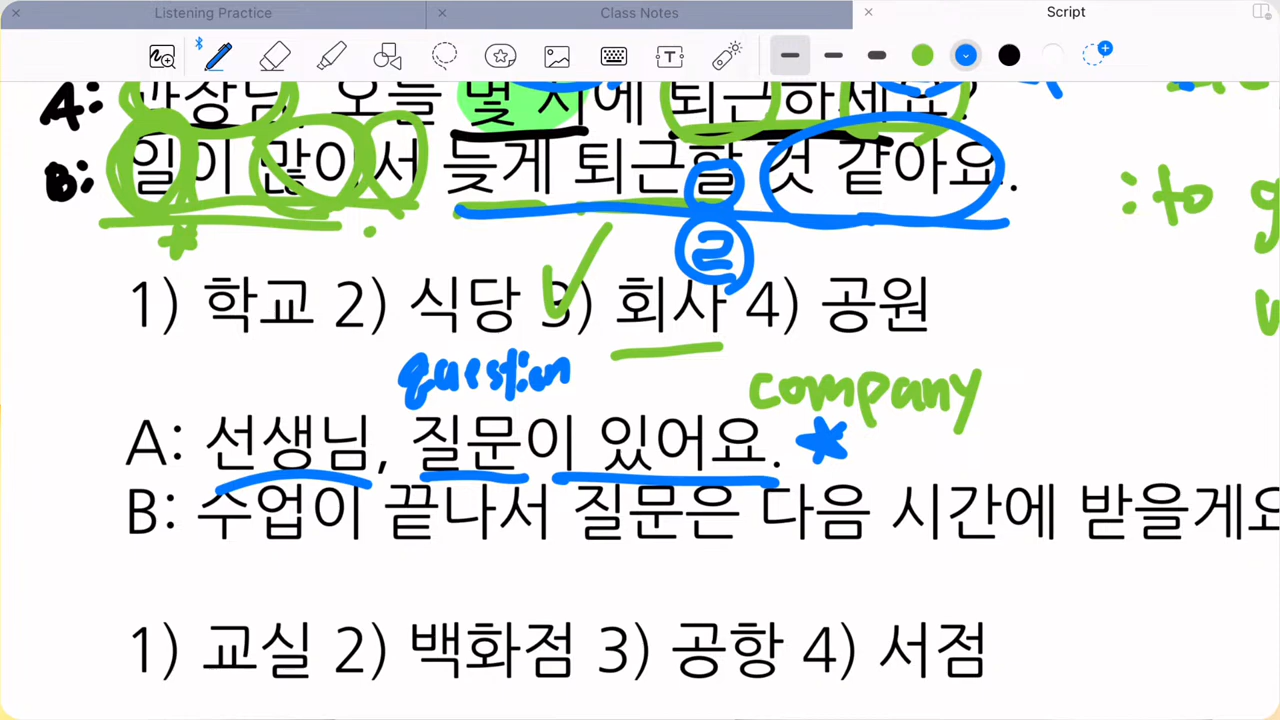 Listening Practice Class Notes Script
A: 과장님, 오늘 몇 시에 퇴근하세요?
B: 일이 많아서 늦게 퇴근할 것 같아요.
: to g
ㄹ
1) 학교 2) 식당 3) 회사 4) 공원
question
company
A: 선생님, 질문이 있어요.
B: 수업이 끝나서 질문은 다음 시간에 받을게요
1) 교실 2) 백화점 3) 공항 4) 서점